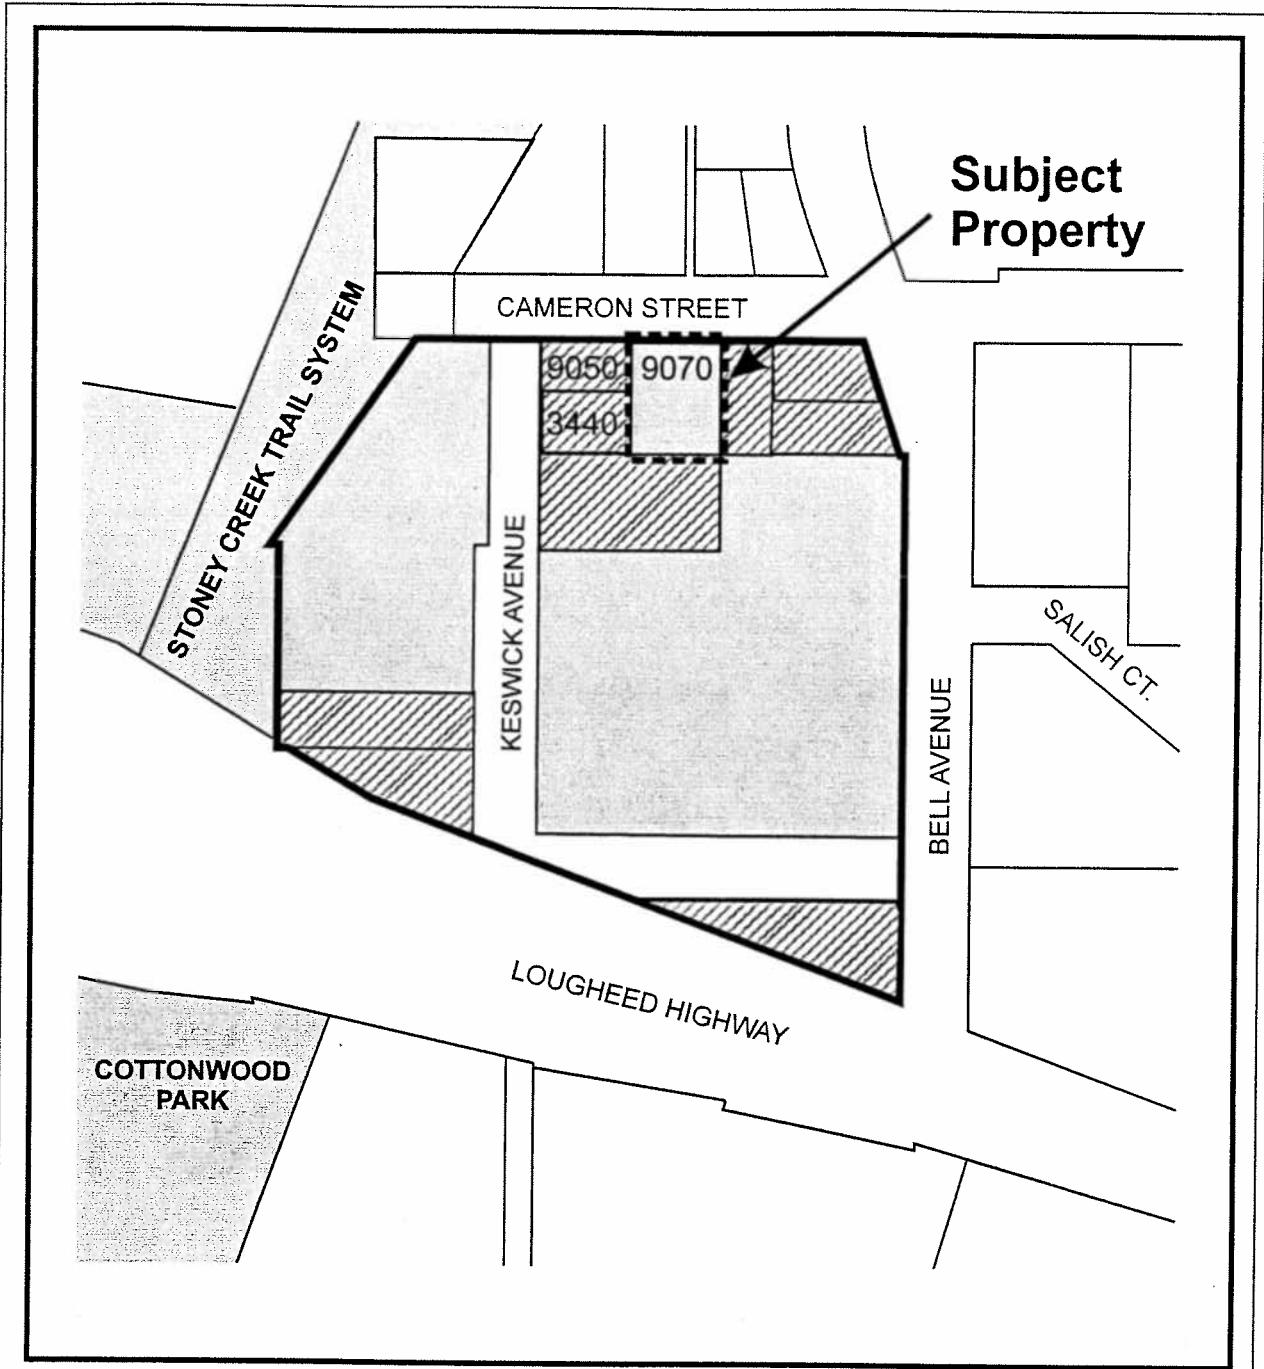 Subject
Property
CAMERON STREET
9050 9070
3440
STONEY CREEK TRAIL SYSTEM
KESWICK AVENUE
SALISH CT.
BELL AVENUE
LOUGHEED HIGHWAY
COTTONWOOD
PARK